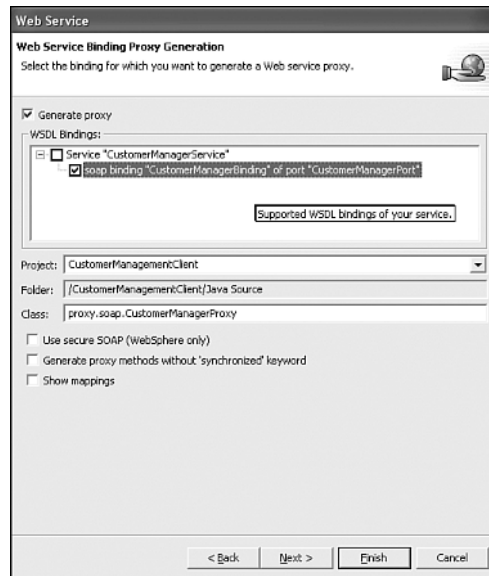 Web Service
Web Service Binding Proxy Generation
Select the binding for which you want to generate a Web service proxy.
Generate proxy
WSDL Bindings:
Service "CustomerManagerService"
soap binding "CustomerManagerBinding" of port "CustomerManagerPort"
Supported WSDL bindings of your service.
Project: CustomerManagementClient
Folder: /CustomerManagementClient/Java Source
Class: proxy.soap.CustomerManagerProxy
Use secure SOAP (WebSphere only)
Generate proxy methods without 'synchronized' keyword
Show mappings
< Back Next > Finish Cancel